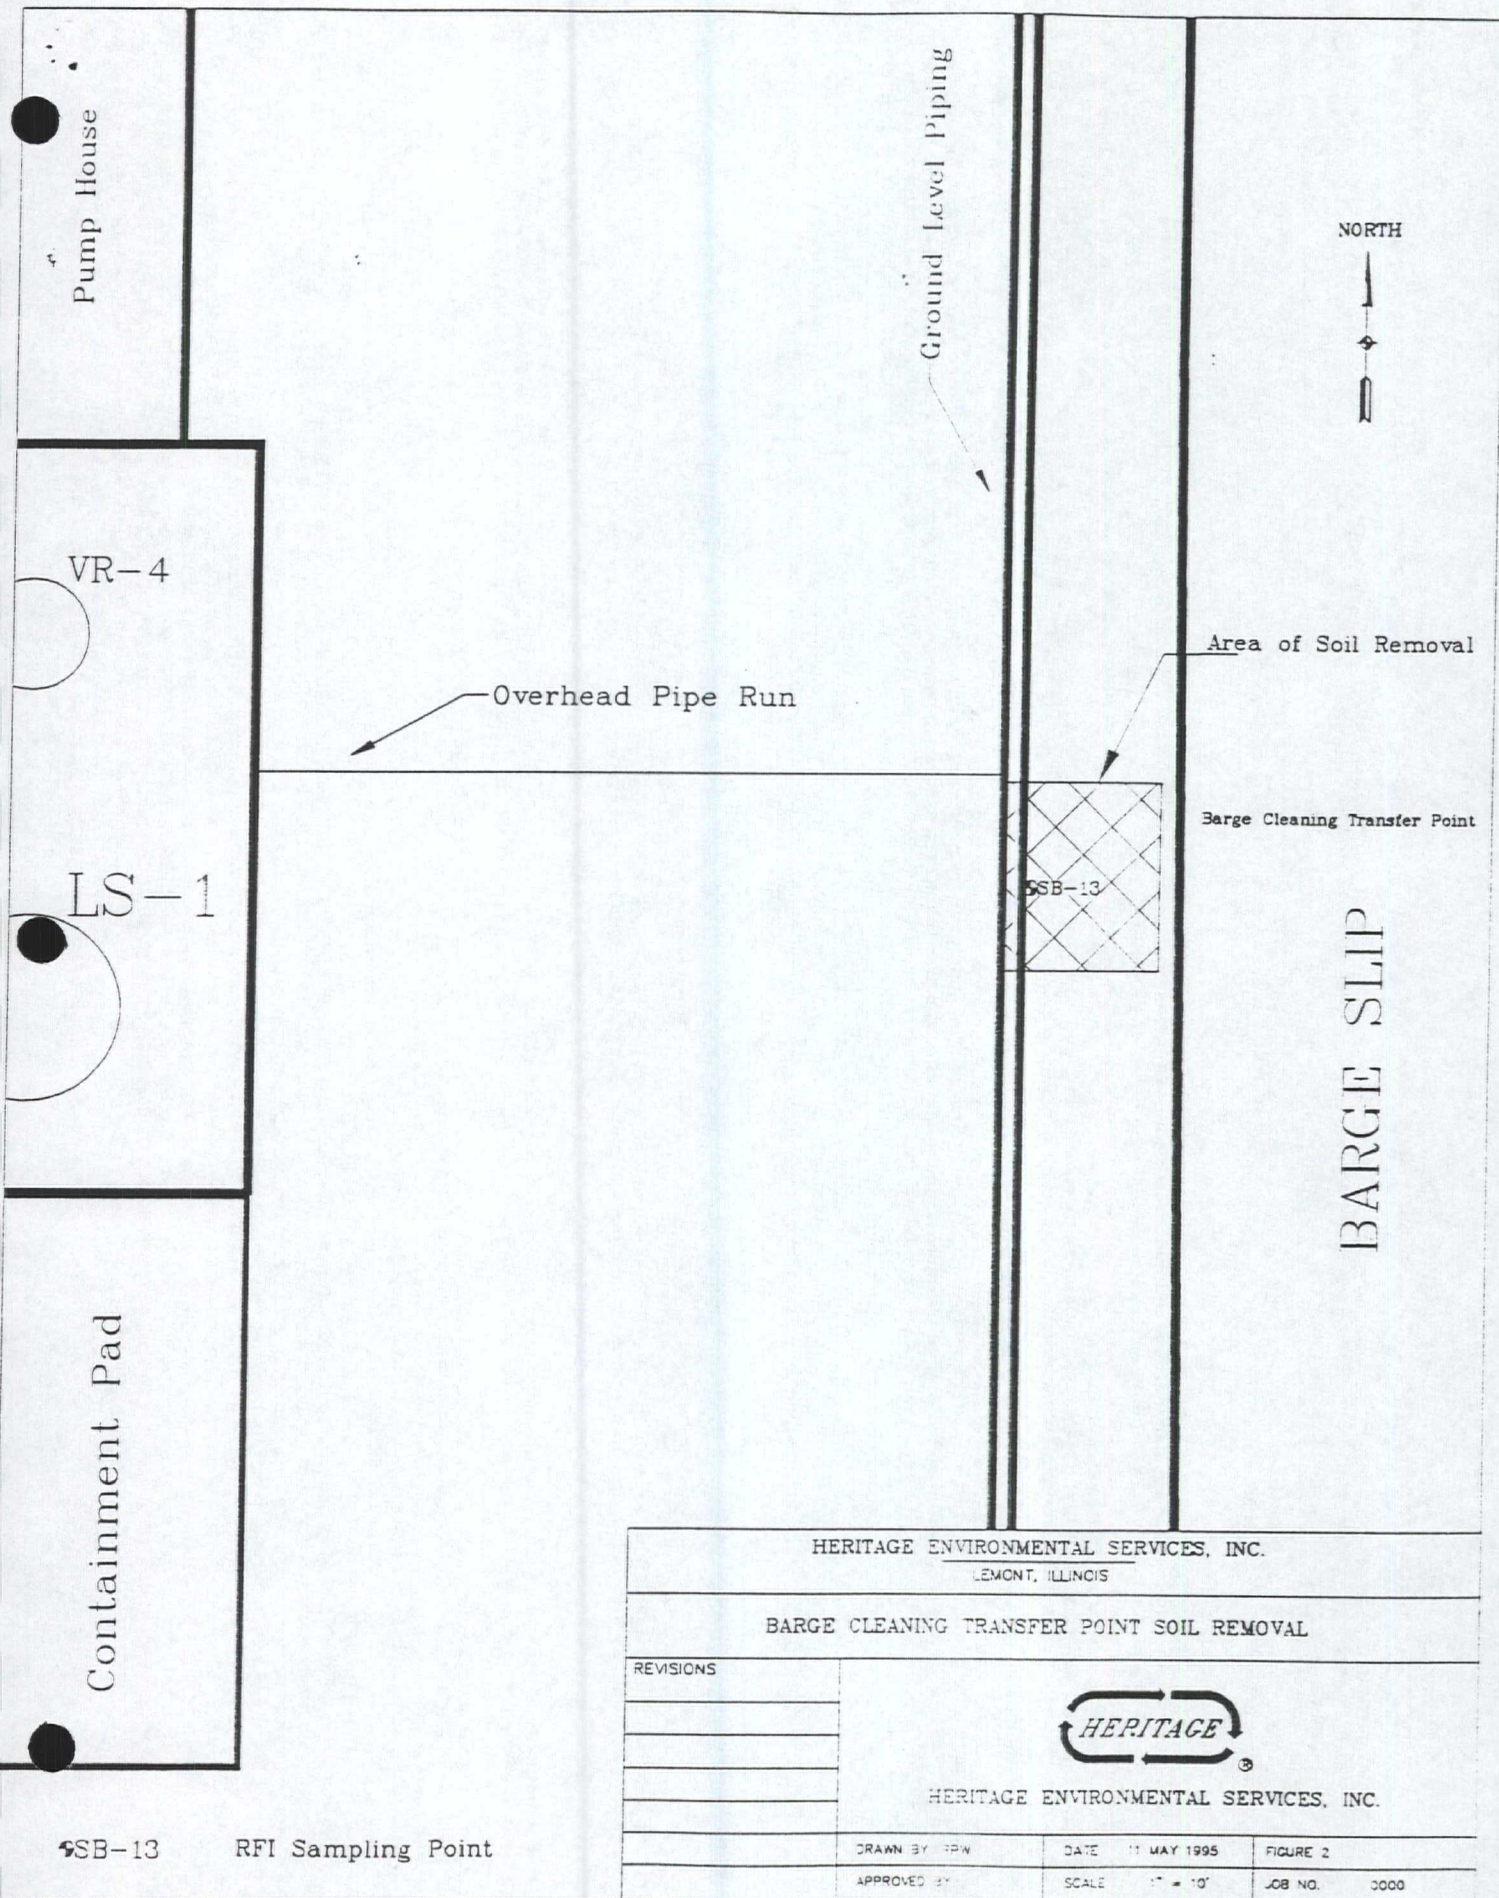 Pump House
Ground Level Piping
NORTH
VR-4
Area of Soil Removal
Overhead Pipe Run
Barge Cleaning Transfer Point
LS-1
SB-13
BARGE SLIP
Containment Pad
HERITAGE ENVIRONMENTAL SERVICES, INC.
LEMONT, ILLINOIS
BARGE CLEANING TRANSFER POINT SOIL REMOVAL
REVISIONS
HERITAGE
®
HERITAGE ENVIRONMENTAL SERVICES, INC.
SB-13 RFI Sampling Point
DRAWN BY DATE 11 MAY 1995 FIGURE 2
APPROVED BY SCALE 1" = 10' JOB NO. 0000